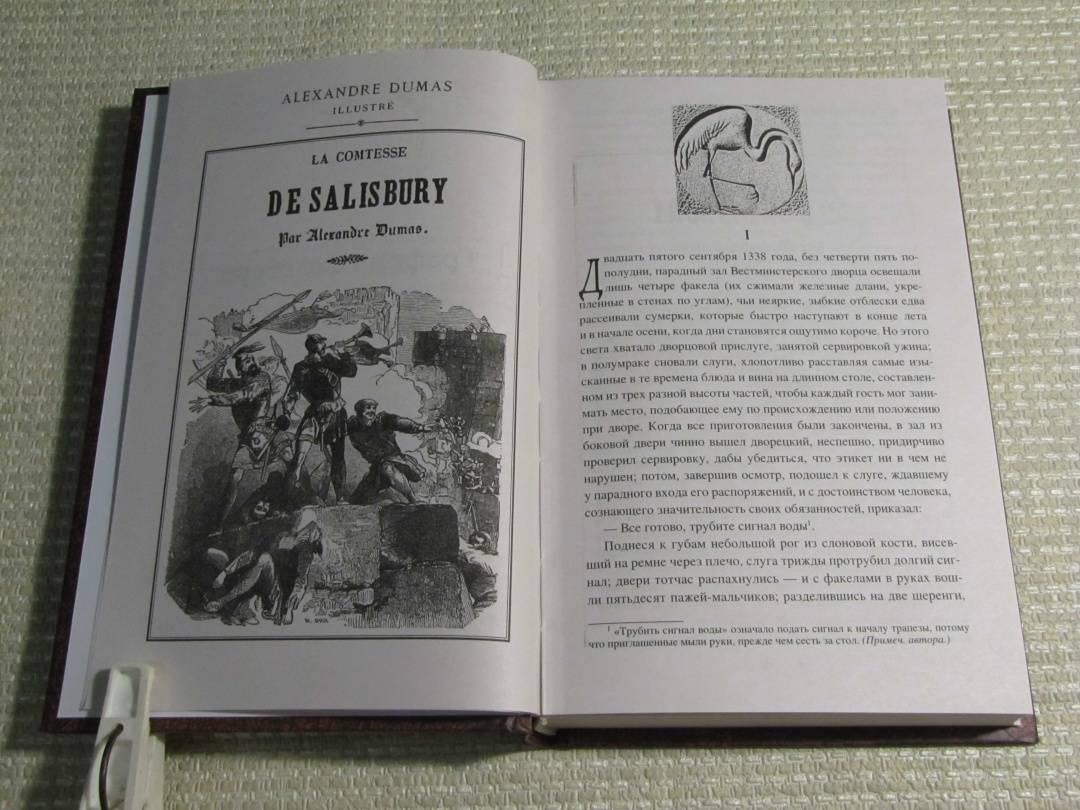 ALEXANDRE DUMAS
ILLUSTRÉ
LA COMTESSE
DE SALISBURY
Par Alexandre Dumas.
I
Двадцать пятого сентября 1338 года, без четверти пять по-
полудни, парадный зал Вестминстерского дворца освещали
лишь четыре факела (их сжимали железные длани, укре-
пленные в стенах по углам), чьи неяркие, зыбкие отблески едва
рассеивали сумерки, которые быстро наступают в конце лета
и в начале осени, когда дни становятся ощутимо короче. Но этого
света хватало дворцовой прислуге, занятой сервировкой ужина;
в полумраке сновали слуги, хлопотливо расставляя самые изы-
сканные в те времена блюда и вина на длинном столе, составлен-
ном из трех разной высоты частей, чтобы каждый гость мог зани-
мать место, подобающее ему по происхождению или положению
при дворе. Когда все приготовления были закончены, в зал из
боковой двери чинно вышел дворецкий, неспешно, придирчиво
проверил сервировку, дабы убедиться, что этикет ни в чем не
нарушен; потом, завершив осмотр, подошел к слуге, ждавшему
у парадного входа его распоряжений, и с достоинством человека,
сознающего значительность своих обязанностей, приказал:
— Все готово, трубите сигнал воды¹.
Поднеся к губам небольшой рог из слоновой кости, висев-
ший на ремне через плечо, слуга трижды протрубил долгий сиг-
нал; двери тотчас распахнулись — и с факелами в руках вош-
ли пятьдесят пажей-мальчиков; разделившись на две шеренги,
¹ «Трубить сигнал воды» означало подать сигнал к началу трапезы, потому
что приглашенные мыли руки, прежде чем сесть за стол. (Примеч. автора.)